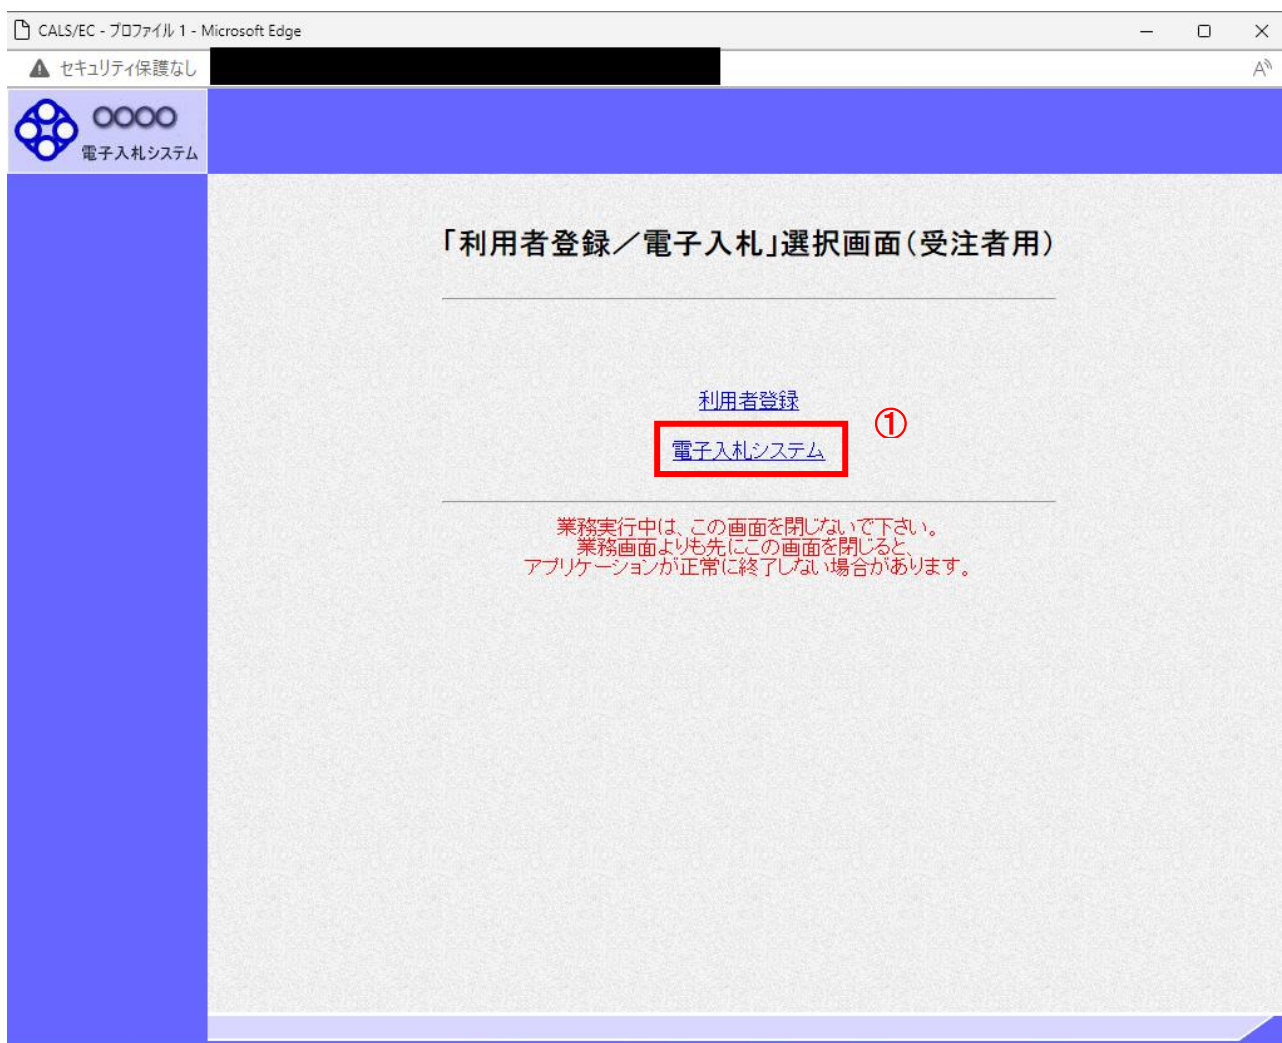 CALS/EC - プロファイル 1 - Microsoft Edge
セキュリティ保護なし
○○○○
電子入札システム
「利用者登録／電子入札」選択画面(受注者用)
利用者登録
①
電子入札システム
業務実行中は、この画面を閉じないで下さい。
業務画面よりも先にこの画面を閉じると、
アプリケーションが正常に終了しない場合があります。